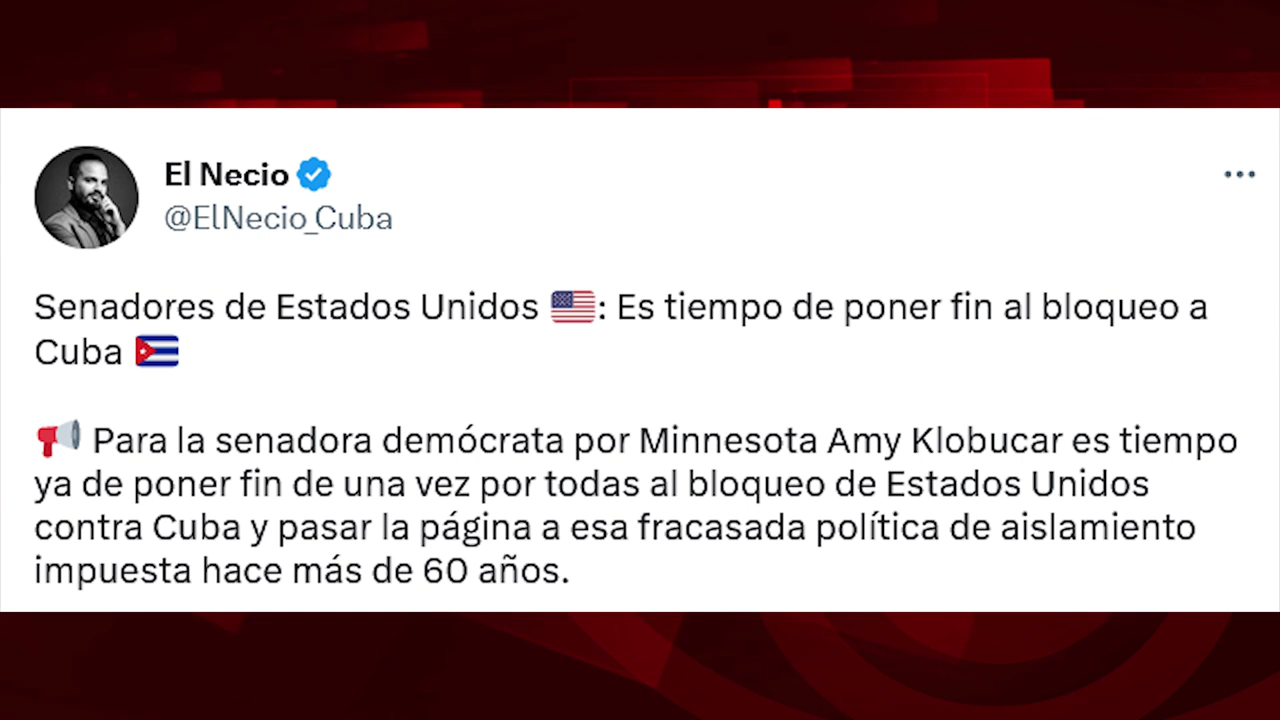 El Necio
@ElNecio_Cuba
Senadores de Estados Unidos 🇺🇸: Es tiempo de poner fin al bloqueo a
Cuba 🇨🇺
📢 Para la senadora demócrata por Minnesota Amy Klobucar es tiempo
ya de poner fin de una vez por todas al bloqueo de Estados Unidos
contra Cuba y pasar la página a esa fracasada política de aislamiento
impuesta hace más de 60 años.